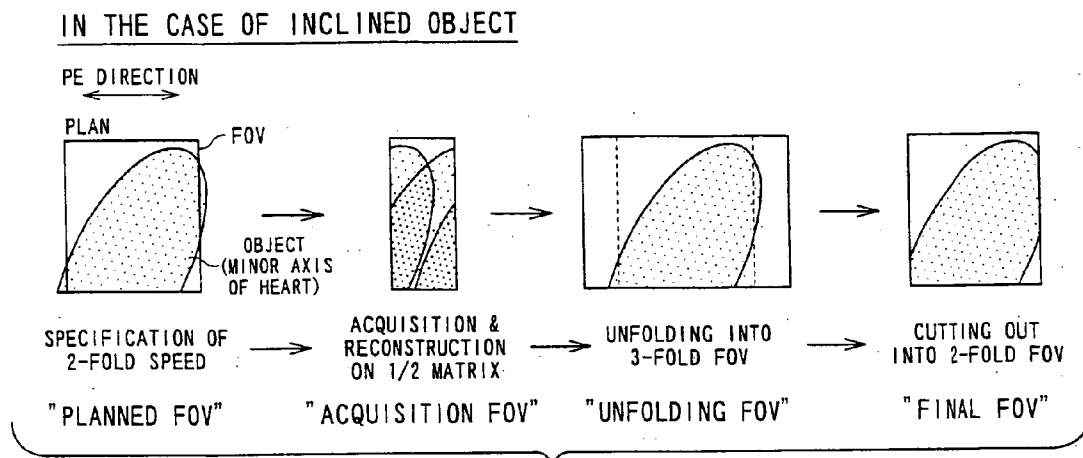 IN THE CASE OF INCLINED OBJECT
PE DIRECTION
PLAN
FOV
OBJECT
(MINOR AXIS
OF HEART)
SPECIFICATION OF
2-FOLD SPEED
ACQUISITION &
RECONSTRUCTION
ON 1/2 MATRIX
UNFOLDING INTO
3-FOLD FOV
CUTTING OUT
INTO 2-FOLD FOV
"PLANNED FOV"
"ACQUISITION FOV"
"UNFOLDING FOV"
"FINAL FOV"